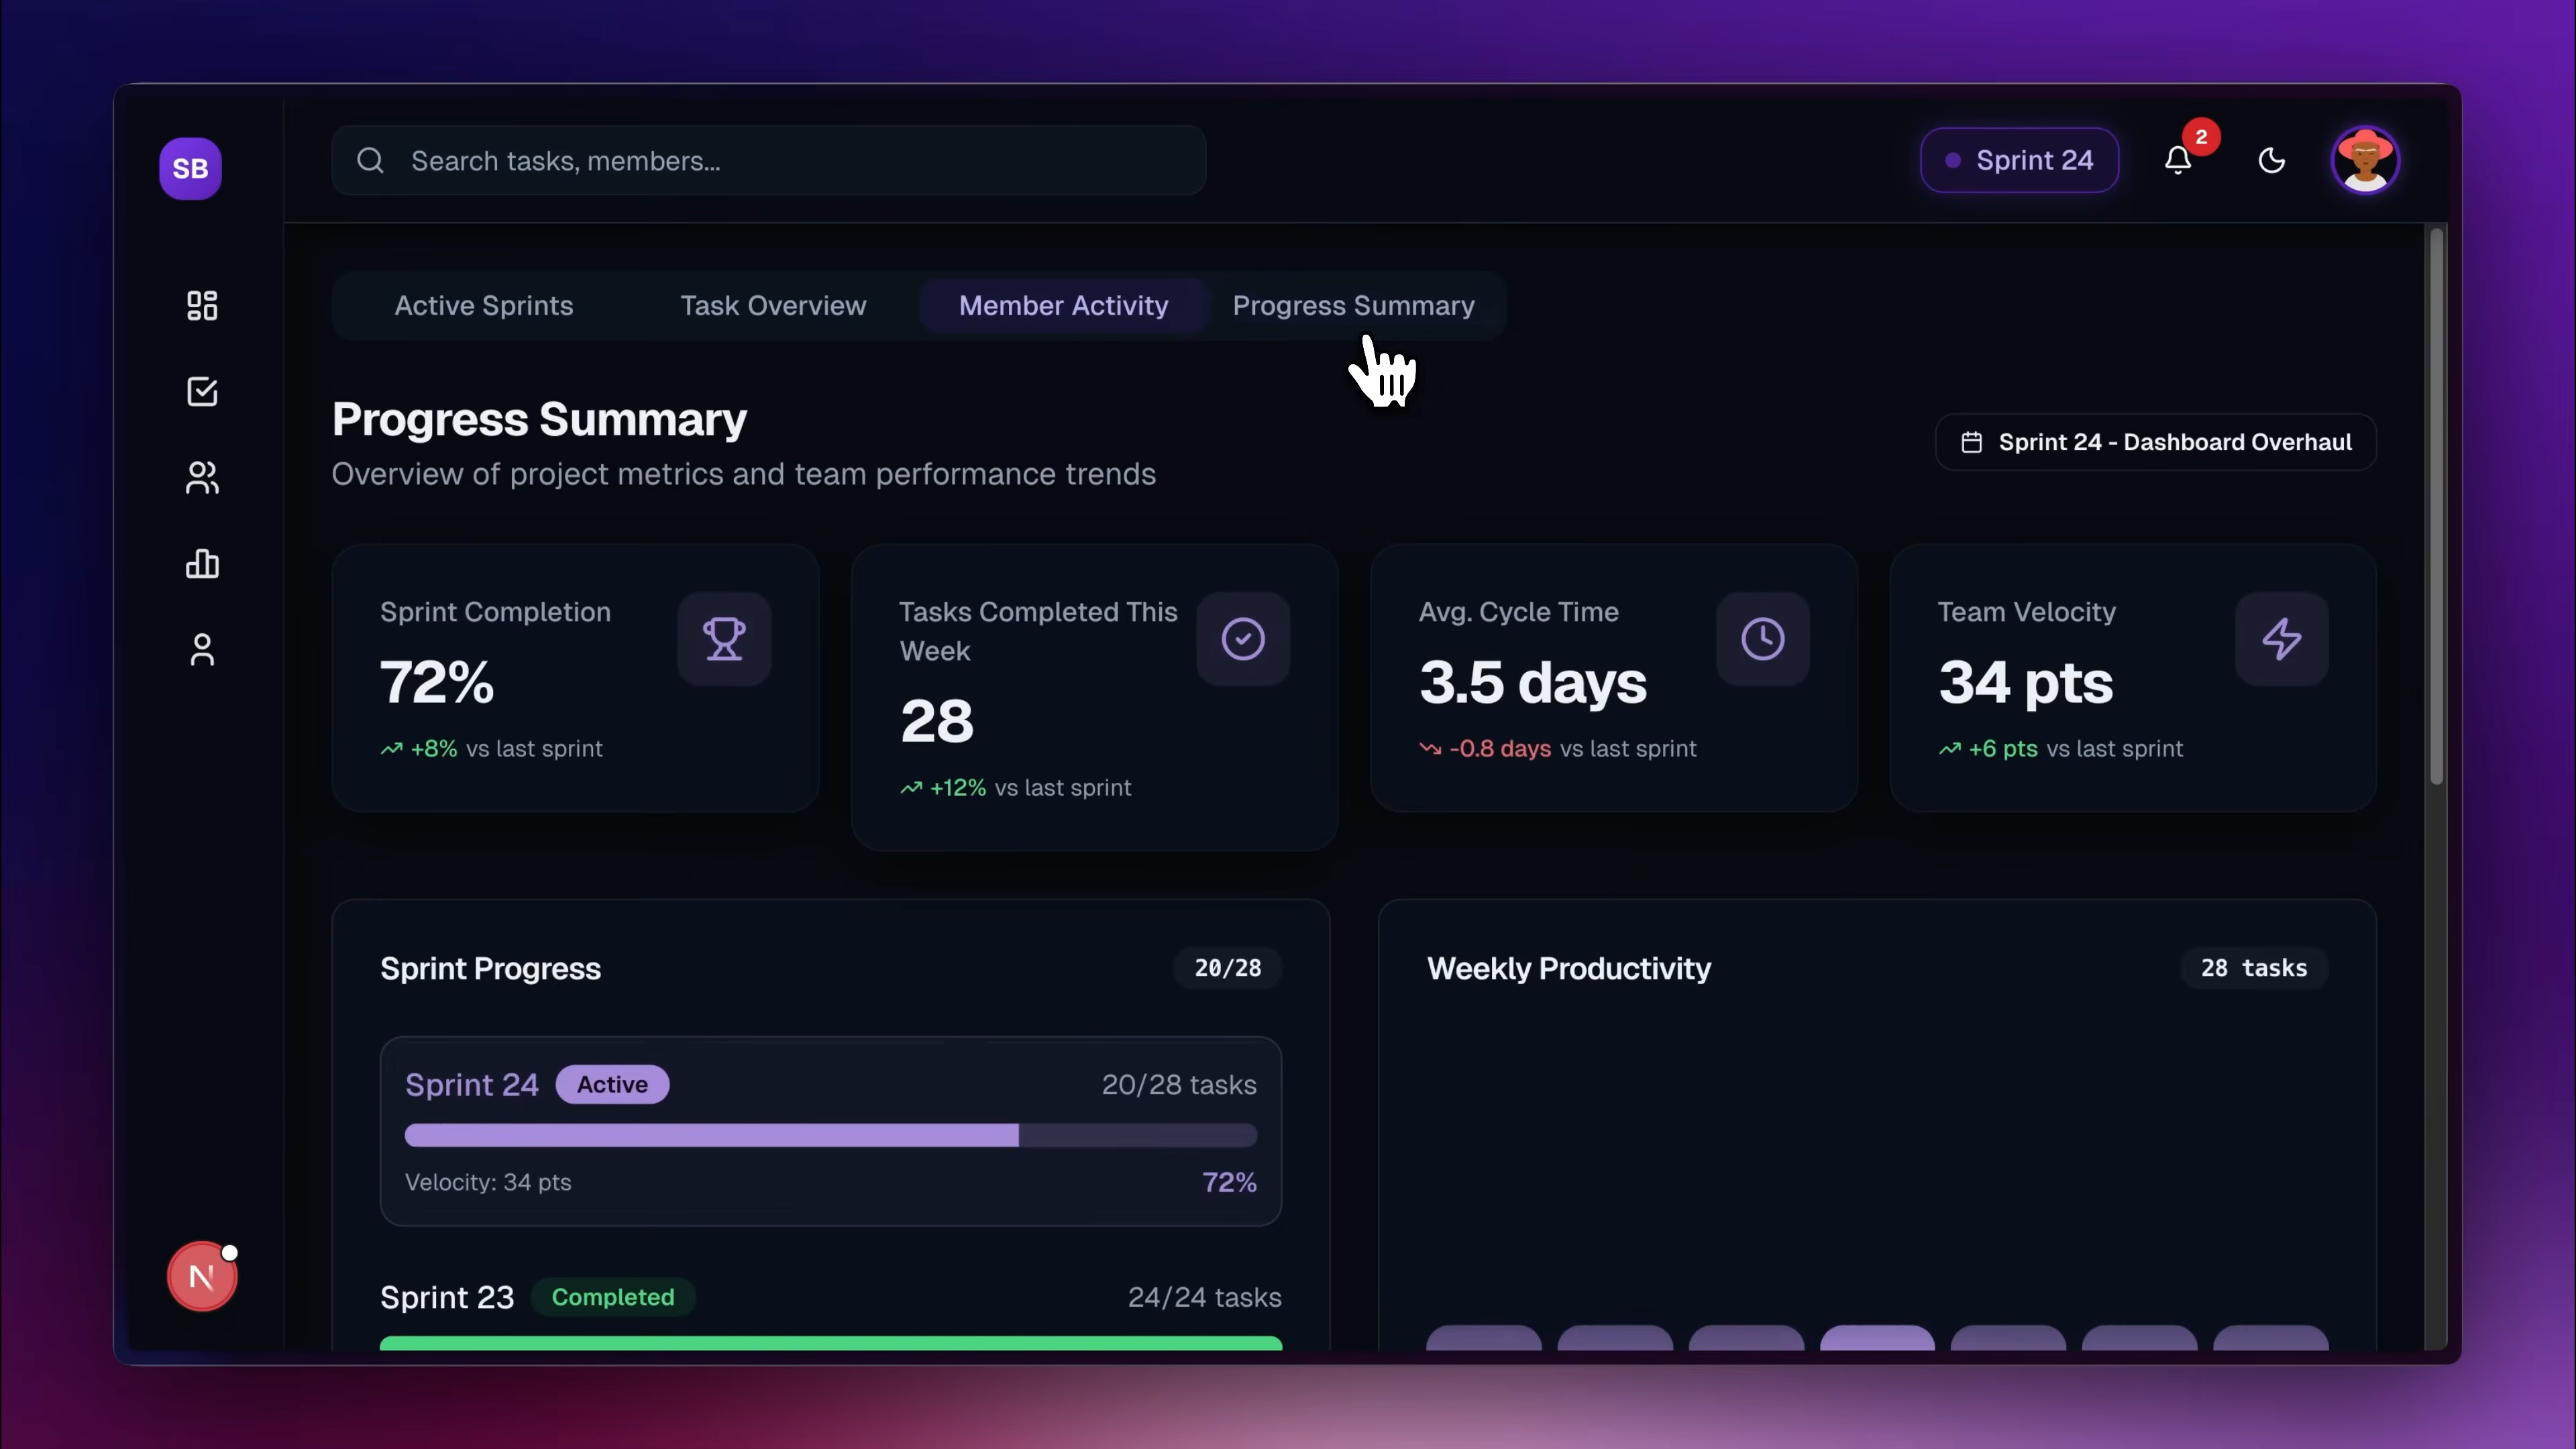 SB
Search tasks, members...
Sprint 24
2
Active Sprints
Task Overview
Member Activity
Progress Summary
Progress Summary
Overview of project metrics and team performance trends
Sprint 24 - Dashboard Overhaul
Sprint Completion
72%
+8% vs last sprint
Tasks Completed This
Week
28
+12% vs last sprint
Avg. Cycle Time
3.5 days
-0.8 days vs last sprint
Team Velocity
34 pts
+6 pts vs last sprint
Sprint Progress
20/28
Sprint 24 Active
20/28 tasks
Velocity: 34 pts
72%
Sprint 23 Completed
24/24 tasks
Weekly Productivity
28 tasks
N